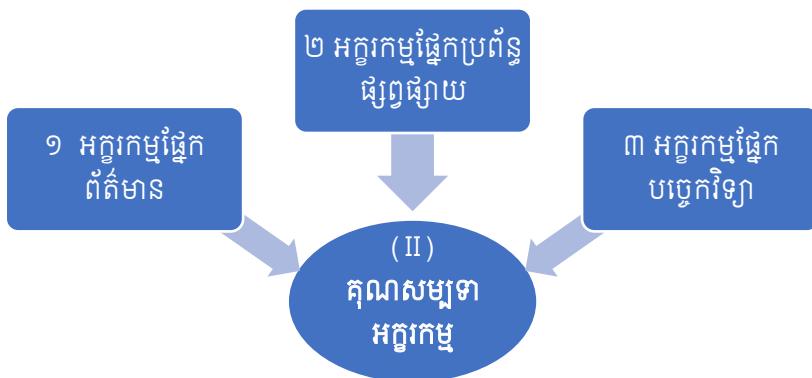 ១ អក្ខរកម្មផ្នែក
ព័ត៌មាន
២ អក្ខរកម្មផ្នែកប្រព័ន្ធ
ផ្សព្វផ្សាយ
៣ អក្ខរកម្មផ្នែក
បច្ចេកវិទ្យា
(II)
គុណសម្បទា
អក្ខរកម្ម